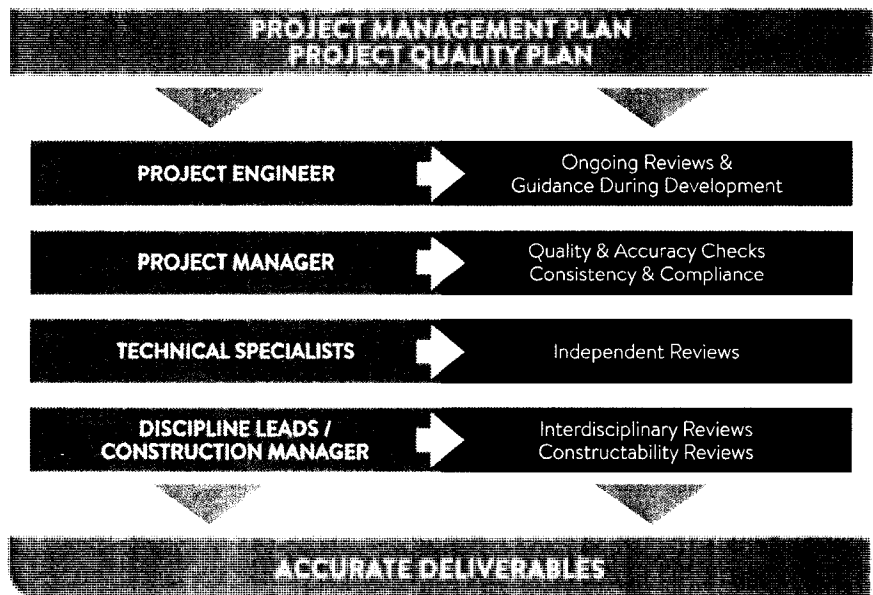 PROJECT MANAGEMENT PLAN
PROJECT QUALITY PLAN
PROJECT ENGINEER
Ongoing Reviews &
Guidance During Development
PROJECT MANAGER
Quality & Accuracy Checks
Consistency & Compliance
TECHNICAL SPECIALISTS
Independent Reviews
DISCIPLINE LEADS /
CONSTRUCTION MANAGER
Interdisciplinary Reviews
Constructability Reviews
ACCURATE DELIVERABLES